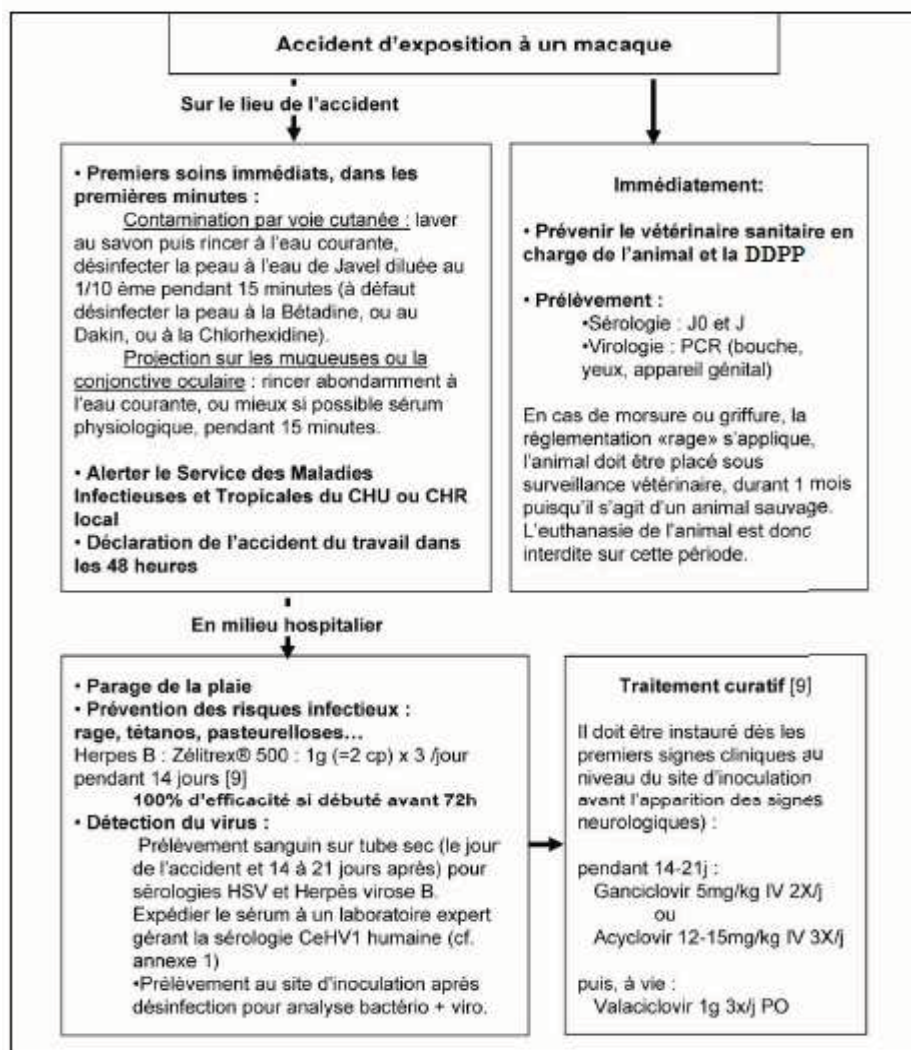 Accident d'exposition à un macaque
Sur le lieu de l'accident
• Premiers soins immédiats, dans les
premières minutes :
Contamination par voie cutanée : laver
au savon puis rincer à l'eau courante,
désinfecter la peau à l'eau de Javel diluée au
1/10 ème pendant 15 minutes (à défaut
désinfecter la peau à la Bétadine, ou au
Dakin, ou à la Chlorhexidine).
Projection sur les muqueuses ou la
conjonctive oculaire : rincer abondamment à
l'eau courante, ou mieux si possible sérum
physiologique, pendant 15 minutes.
• Alerter le Service des Maladies
Infectieuses et Tropicales du CHU ou CHR
local
• Déclaration de l'accident du travail dans
les 48 heures
Immédiatement:
• Prévenir le vétérinaire sanitaire en
charge de l'animal et la DDPP
• Prélèvement :
•Sérologie : J0 et J
•Virologie : PCR (bouche,
yeux, appareil génital)
En cas de morsure ou griffure, la
réglementation «rage» s'applique,
l'animal doit être placé sous
surveillance vétérinaire, durant 1 mois
puisqu'il s'agit d'un animal sauvage.
L'euthanasie de l'animal est donc
interdite sur cette période.
En milieu hospitalier
• Parage de la plaie
• Prévention des risques infectieux :
rage, tétanos, pasteurelloses...
Herpes B : Zélitrex® 500 : 1g (=2 cp) x 3 /jour
pendant 14 jours [9]
100% d'efficacité si débuté avant 72h
• Détection du virus :
Prélèvement sanguin sur tube sec (le jour
de l'accident et 14 à 21 jours après) pour
sérologies HSV et Herpès virose B.
Expédier le sérum à un laboratoire expert
gérant la sérologie CeHV1 humaine (cf.
annexe 1)
•Prélèvement au site d'inoculation après
désinfection pour analyse bactério + viro.
Traitement curatif [9]
Il doit être instauré dès les
premiers signes cliniques au
niveau du site d'inoculation
avant l'apparition des signes
neurologiques) :
pendant 14-21j :
Ganciclovir 5mg/kg IV 2X/j
ou
Acyclovir 12-15mg/kg IV 3X/j
puis, à vie :
Valaciclovir 1g 3x/j PO